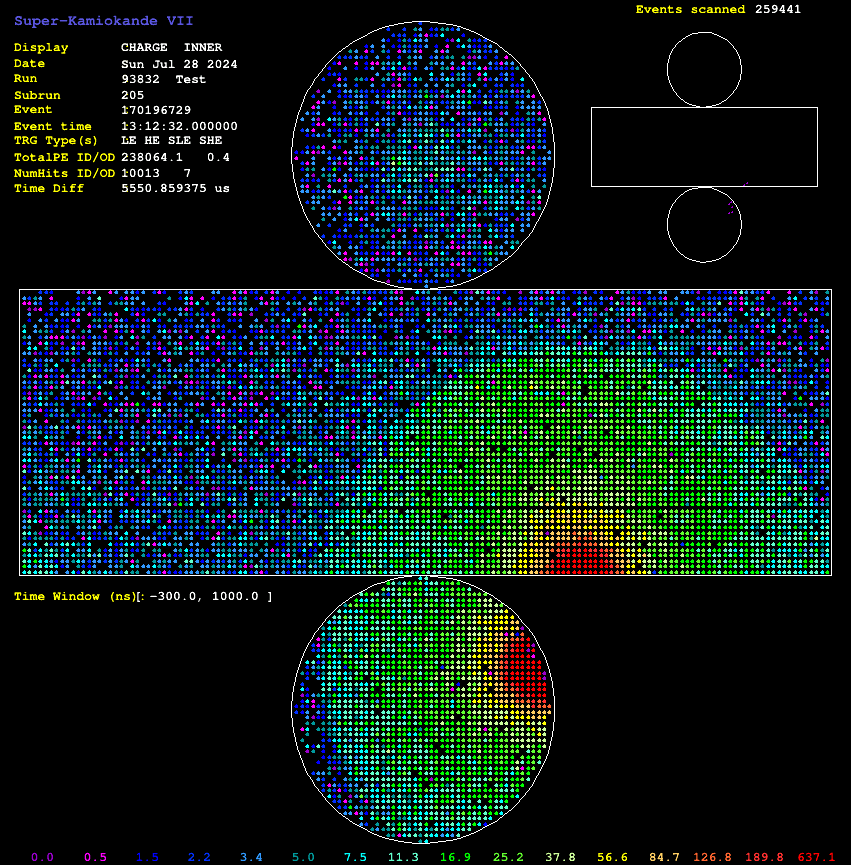 Super-Kamiokande VII
Events scanned 259441
Display CHARGE INNER
Date Sun Jul 28 2024
Run 93832 Test
Subrun 205
Event 170196729
Event time 13:12:32.000000
TRG Type(s) LE HE SLE SHE
TotalPE ID/OD 238064.1 0.4
NumHits ID/OD 10013 7
Time Diff 5550.859375 us
Time Window (ns)[: −300.0, 1000.0 ]
0.0 0.5 1.5 2.2 3.4 5.0 7.5 11.3 16.9 25.2 37.8 56.6 84.7 126.8 189.8 637.1